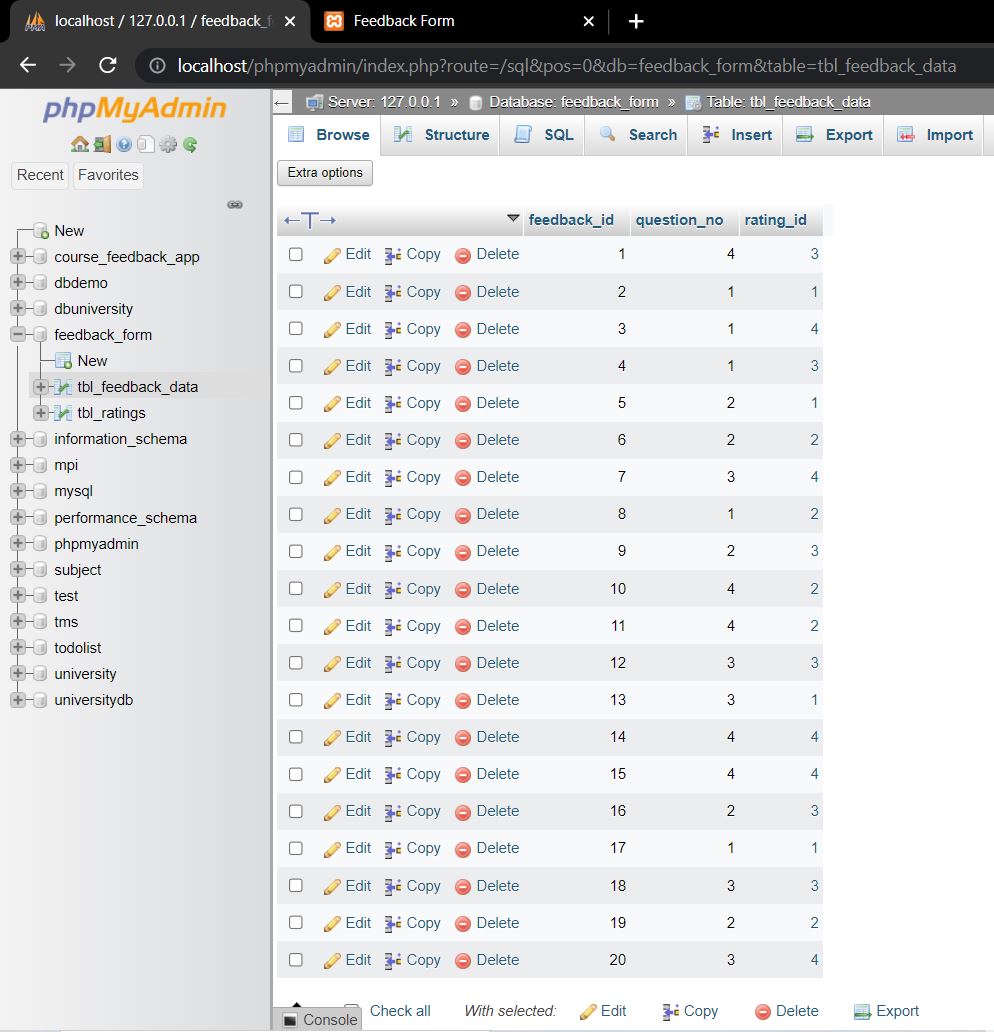 localhost / 127.0.0.1 / feedback_f
Feedback Form
localhost/phpmyadmin/index.php?route=/sql&pos=0&db=feedback_form&table=tbl_feedback_data
phpMyAdmin
Recent Favorites
New
course_feedback_app
dbdemo
dbuniversity
feedback_form
New
tbl_feedback_data
tbl_ratings
information_schema
mpi
mysql
performance_schema
phpmyadmin
subject
test
tms
todolist
university
universitydb
Server: 127.0.0.1 » Database: feedback_form » Table: tbl_feedback_data
Browse Structure SQL Search Insert Export Import
Extra options
←T→ feedback_id question_no rating_id
Edit Copy Delete 1 4 3
Edit Copy Delete 2 1 1
Edit Copy Delete 3 1 4
Edit Copy Delete 4 1 3
Edit Copy Delete 5 2 1
Edit Copy Delete 6 2 2
Edit Copy Delete 7 3 4
Edit Copy Delete 8 1 2
Edit Copy Delete 9 2 3
Edit Copy Delete 10 4 2
Edit Copy Delete 11 4 2
Edit Copy Delete 12 3 3
Edit Copy Delete 13 3 1
Edit Copy Delete 14 4 4
Edit Copy Delete 15 4 4
Edit Copy Delete 16 2 3
Edit Copy Delete 17 1 1
Edit Copy Delete 18 3 3
Edit Copy Delete 19 2 2
Edit Copy Delete 20 3 4
Check all With selected: Edit Copy Delete Export
Console